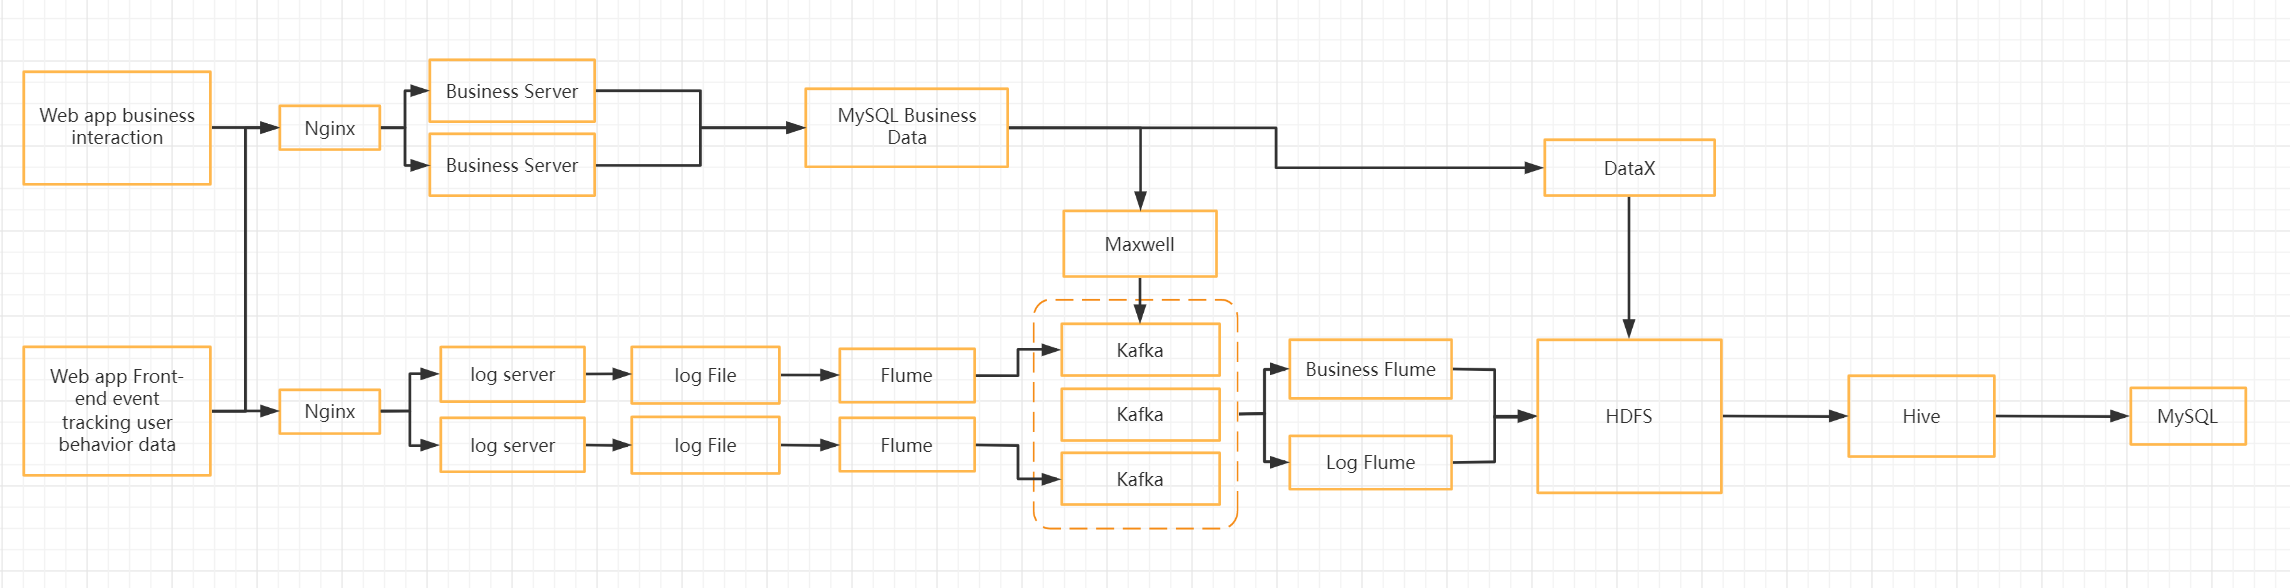 Web app business
interaction
Nginx
Business Server
Business Server
MySQL Business
Data
DataX
Maxwell
Web app Front-
end event
tracking user
behavior data
Nginx
log server
log File
Flume
log server
log File
Flume
Kafka
Kafka
Kafka
Business Flume
Log Flume
HDFS
Hive
MySQL